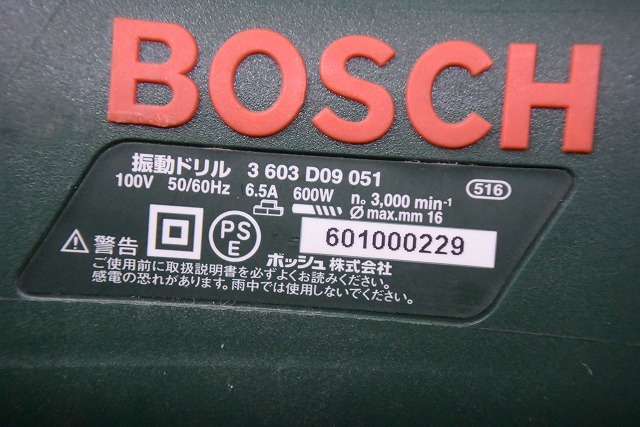 BOSCH
振動ドリル 3 603 D09 051
100V 50/60Hz 6.5A 600W n₀ 3,000 min⁻¹
516
Ø max.mm 16
PSE
601000229
警告 ボッシュ株式会社
ご使用前に取扱説明書を必ずよくお読みください。
感電の恐れがあります。雨中では使用しないでください。